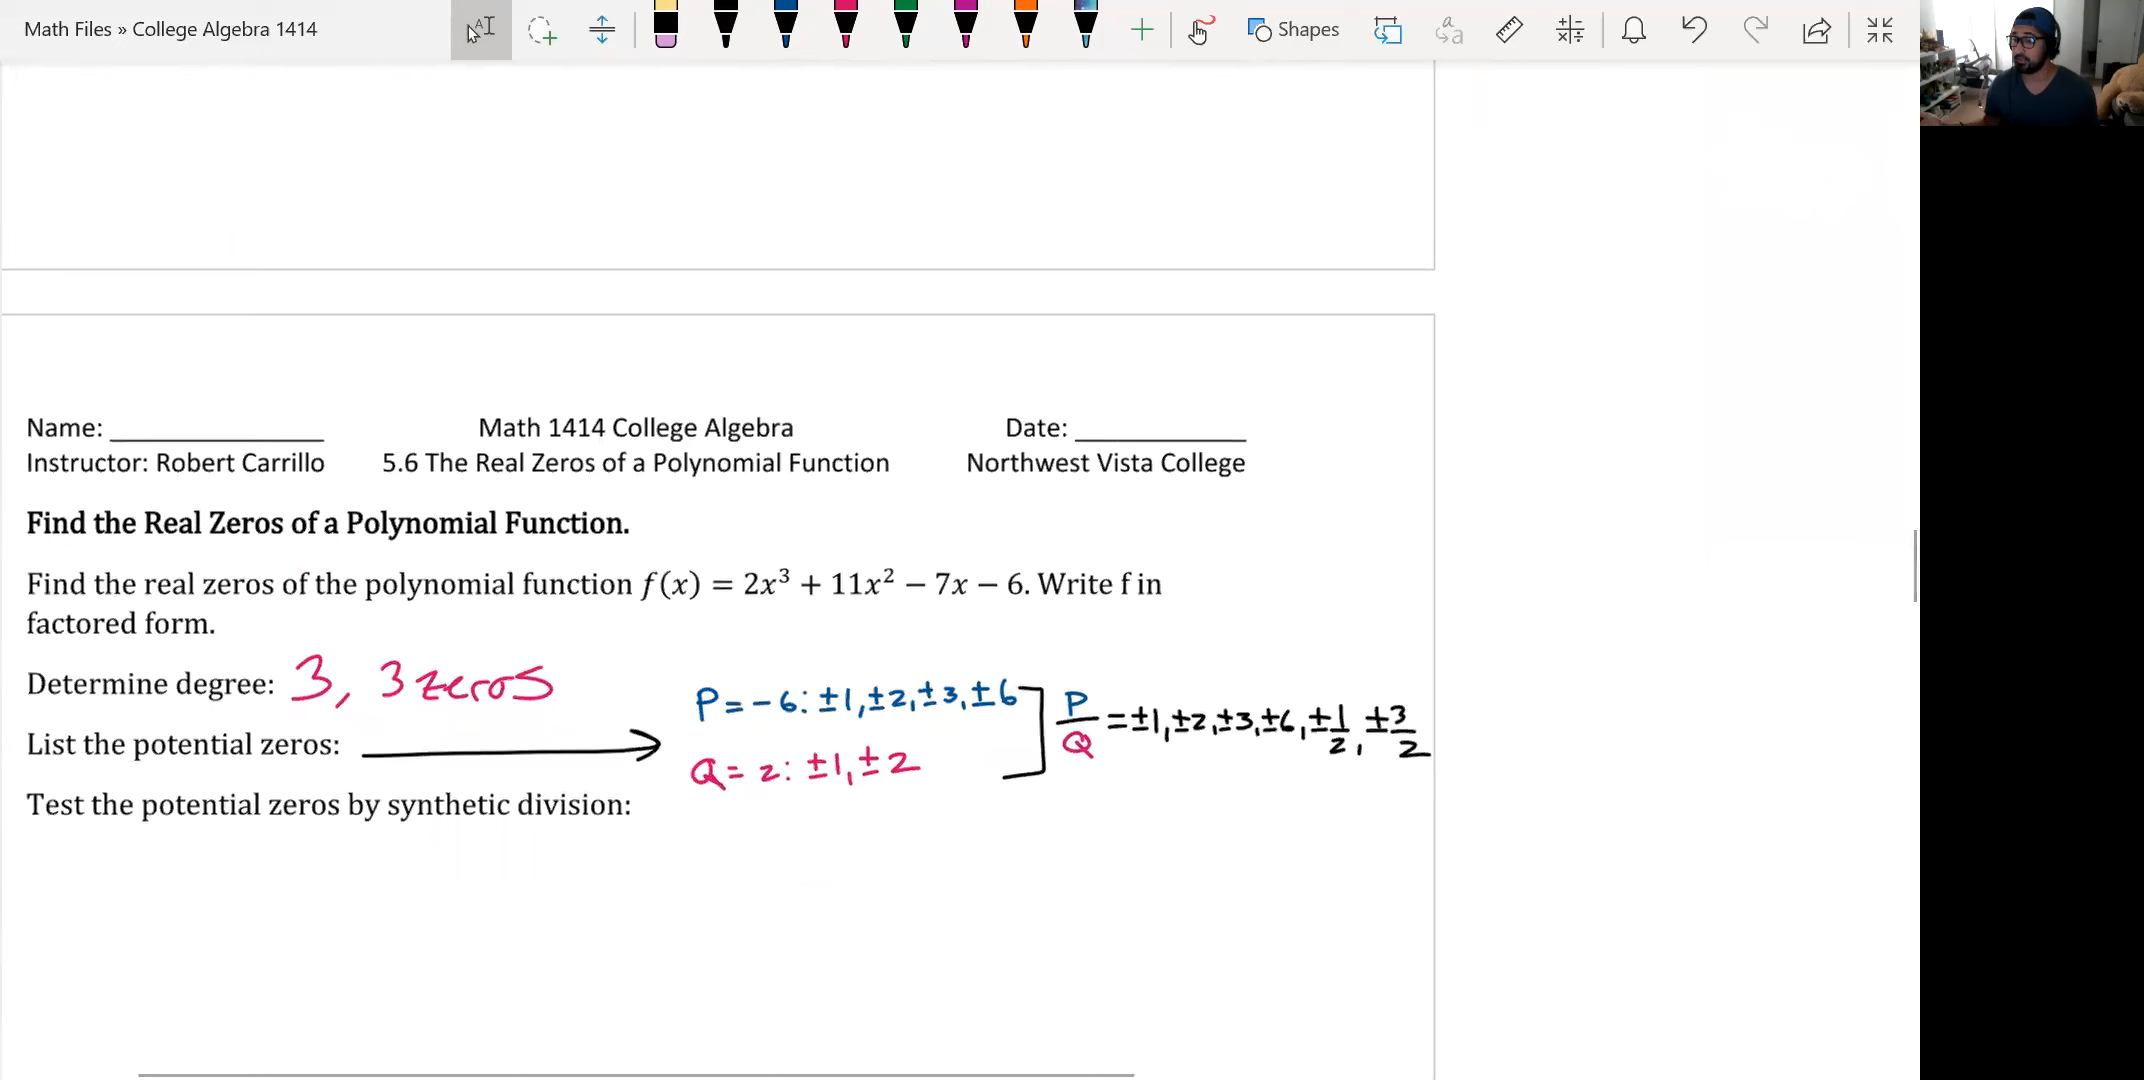 Math Files » College Algebra 1414
Shapes
Name: _______________ Math 1414 College Algebra Date: ____________
Instructor: Robert Carrillo 5.6 The Real Zeros of a Polynomial Function Northwest Vista College
Find the Real Zeros of a Polynomial Function.
Find the real zeros of the polynomial function f(x) = 2x³ + 11x² − 7x − 6. Write f in
factored form.
Determine degree: 3, 3 zeros
List the potential zeros:
P = -6: ±1, ±2, ±3, ±6
Q = 2: ±1, ±2
P/Q = ±1, ±2, ±3, ±6, ±1/2, ±3/2
Test the potential zeros by synthetic division: